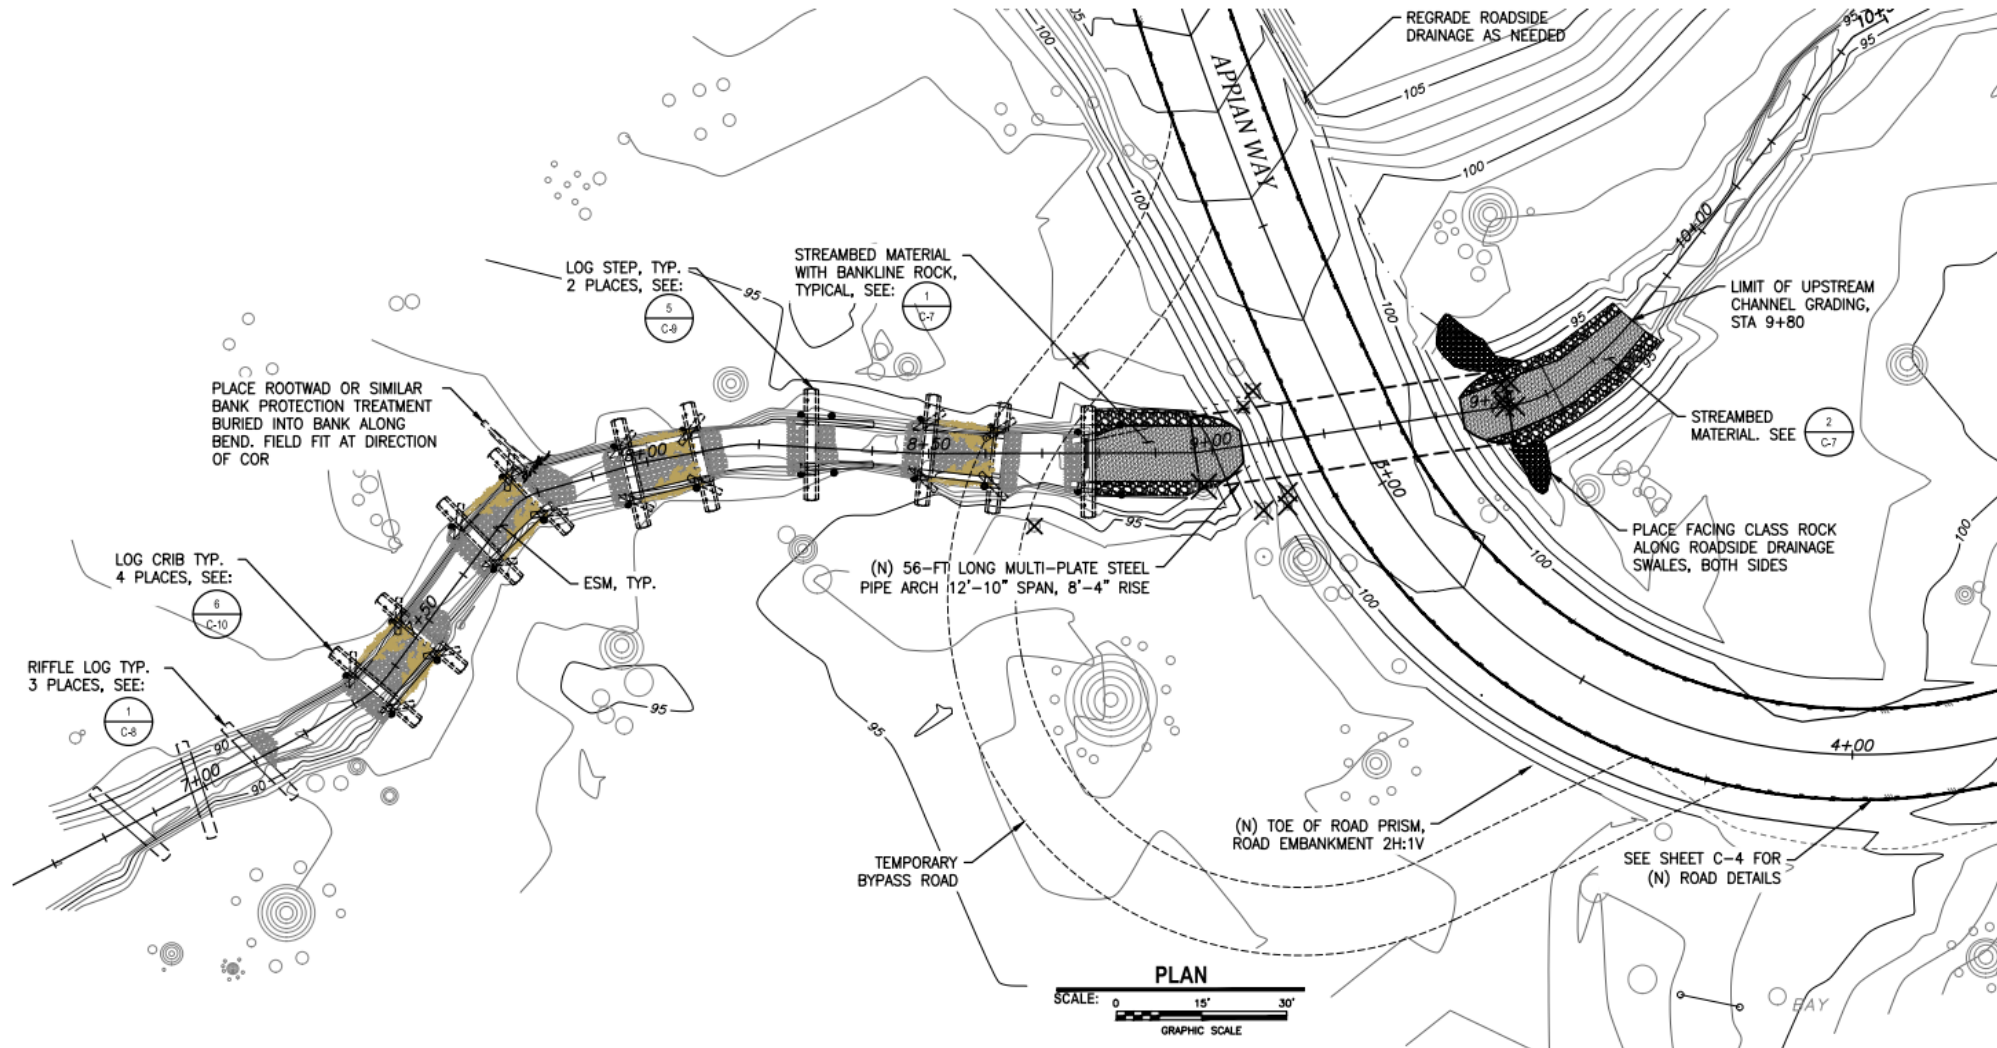 REGRADE ROADSIDE
DRAINAGE AS NEEDED
APPIAN WAY
105
100
100
100
95
95
10+00
LOG STEP, TYP.
2 PLACES, SEE:
5
C-9
STREAMBED MATERIAL
WITH BANKLINE ROCK,
TYPICAL, SEE:
1
C-7
95
100
LIMIT OF UPSTREAM
CHANNEL GRADING,
STA 9+80
95
95
PLACE ROOTWAD OR SIMILAR
BANK PROTECTION TREATMENT
BURIED INTO BANK ALONG
BEND. FIELD FIT AT DIRECTION
OF COR
STREAMBED
MATERIAL. SEE
2
C-7
8+50
9+00
5+00
95
PLACE FACING CLASS ROCK
ALONG ROADSIDE DRAINAGE
SWALES, BOTH SIDES
100
100
100
(N) 56-FT LONG MULTI-PLATE STEEL
PIPE ARCH 12'-10" SPAN, 8'-4" RISE
ESM, TYP.
LOG CRIB TYP.
4 PLACES, SEE:
6
C-10
RIFFLE LOG TYP.
3 PLACES, SEE:
1
C-8
95
95
90
7+00
90
4+00
(N) TOE OF ROAD PRISM,
ROAD EMBANKMENT 2H:1V
TEMPORARY
BYPASS ROAD
SEE SHEET C-4 FOR
(N) ROAD DETAILS
PLAN
SCALE: 0 15' 30'
GRAPHIC SCALE
BAY